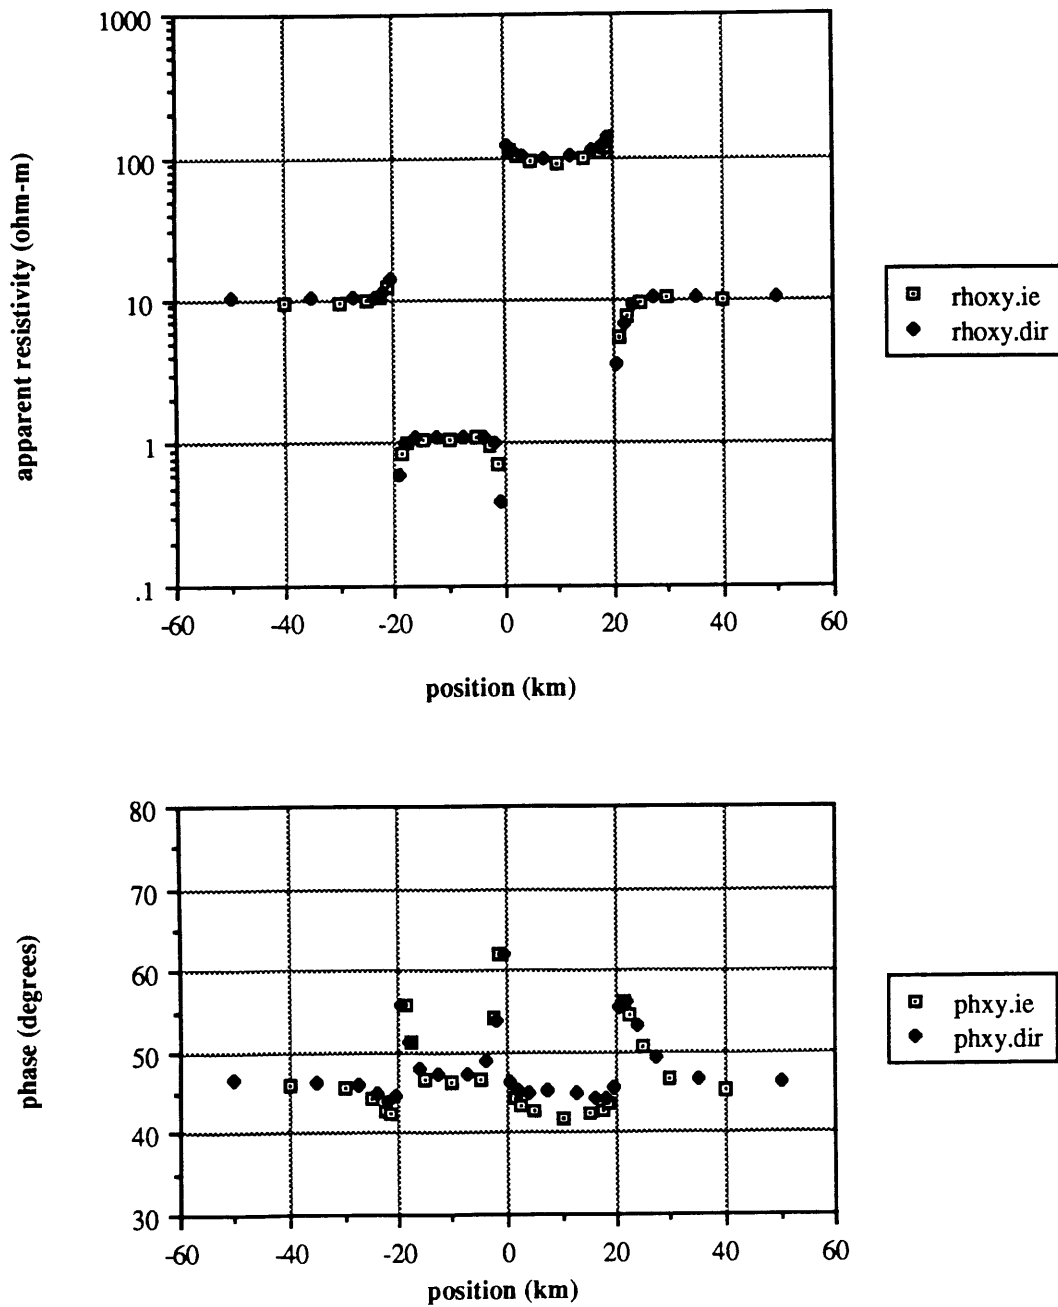 1000
100
10
1
.1
apparent resistivity (ohm-m)
-60 -40 -20 0 20 40 60
position (km)
rhoxy.ie
rhoxy.dir
80
70
60
50
40
30
phase (degrees)
-60 -40 -20 0 20 40 60
position (km)
phxy.ie
phxy.dir